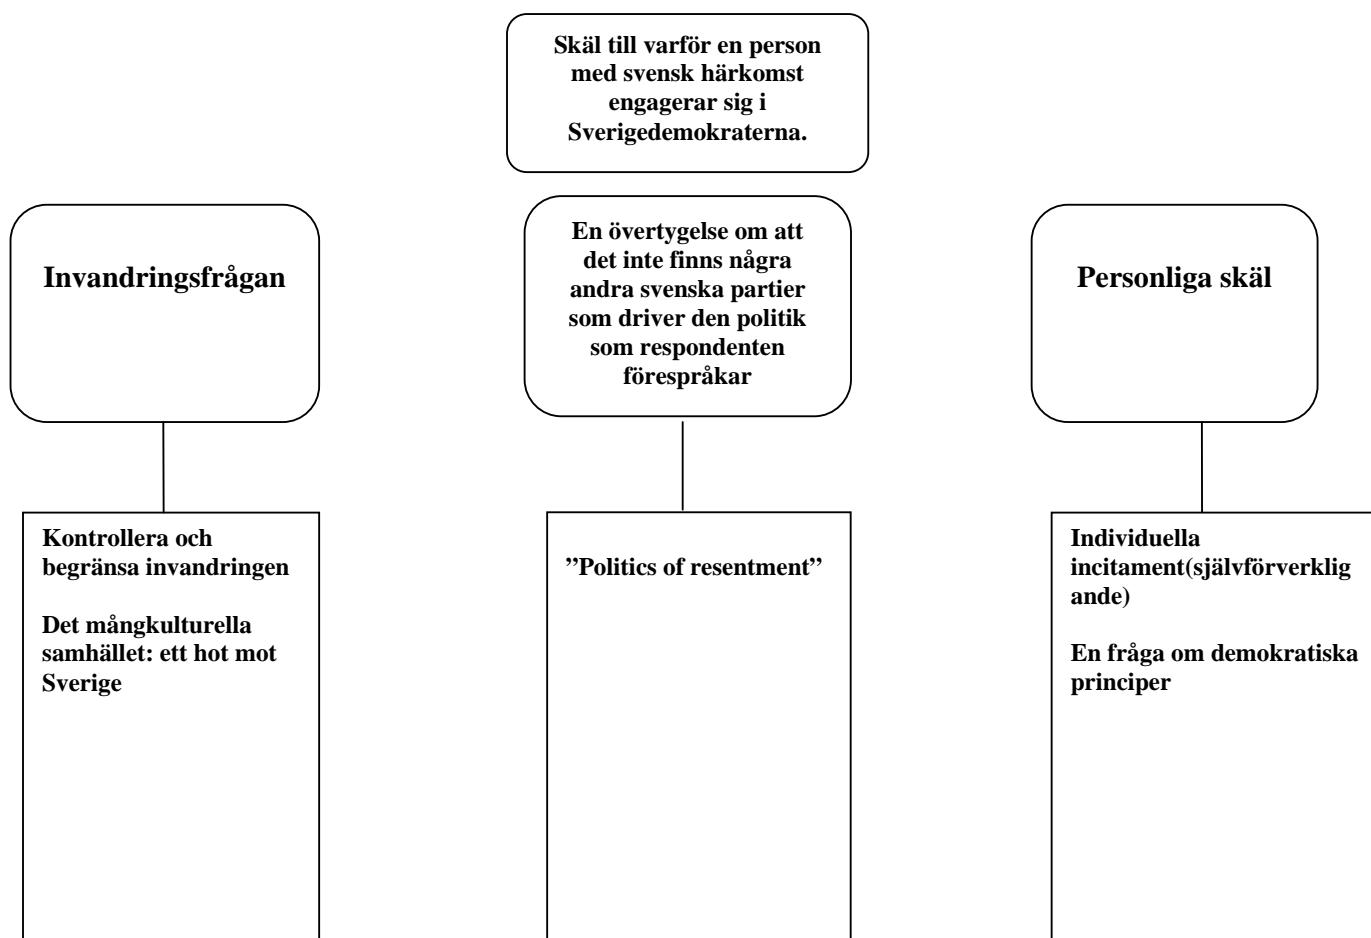 Skäl till varför en person
med svensk härkomst
engagerar sig i
Sverigedemokraterna.
Invandringsfrågan
En övertygelse om att
det inte finns några
andra svenska partier
som driver den politik
som respondenten
förespråkar
Personliga skäl
Kontrollera och
begränsa invandringen
Det mångkulturella
samhället: ett hot mot
Sverige
”Politics of resentment”
Individuella
incitament(självförverklig
ande)
En fråga om demokratiska
principer